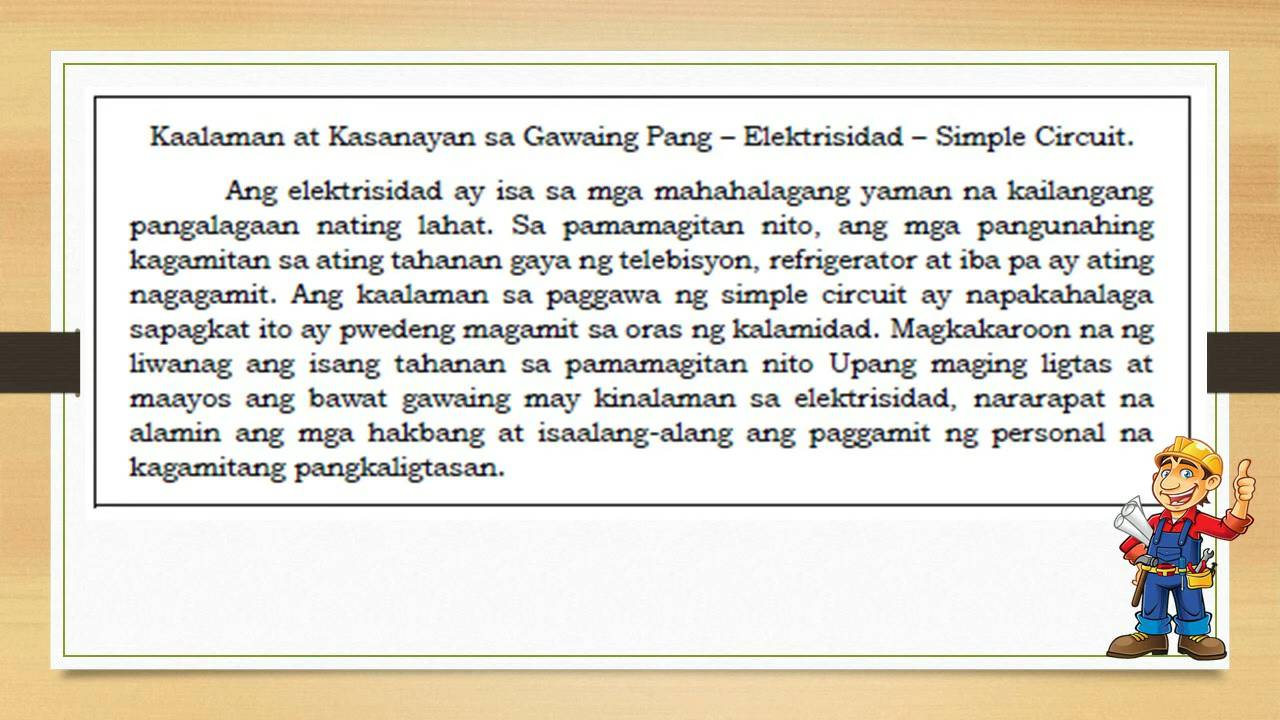 Kaalaman at Kasanayan sa Gawaing Pang – Elektrisidad – Simple Circuit.
Ang elektrisidad ay isa sa mga mahahalagang yaman na kailangang
pangalagaan nating lahat. Sa pamamagitan nito, ang mga pangunahing
kagamitan sa ating tahanan gaya ng telebisyon, refrigerator at iba pa ay ating
nagagamit. Ang kaalaman sa paggawa ng simple circuit ay napakahalaga
sapagkat ito ay pwedeng magamit sa oras ng kalamidad. Magkakaroon na ng
liwanag ang isang tahanan sa pamamagitan nito Upang maging ligtas at
maayos ang bawat gawaing may kinalaman sa elektrisidad, nararapat na
alamin ang mga hakbang at isaalang-alang ang paggamit ng personal na
kagamitang pangkaligtasan.